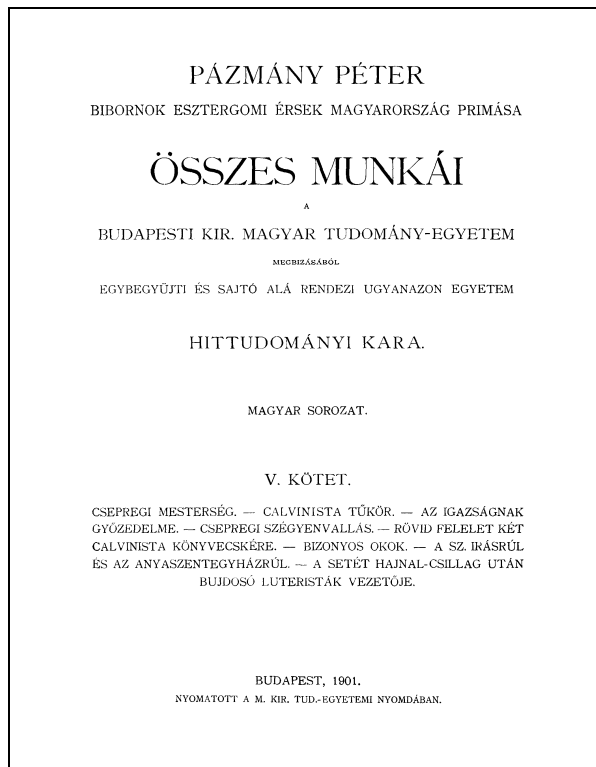 PÁZMÁNY PÉTER
BIBORNOK ESZTERGOMI ÉRSEK MAGYARORSZÁG PRIMÁSA
ÖSSZES MUNKÁI
A
BUDAPESTI KIR. MAGYAR TUDOMÁNY-EGYETEM
MEGBIZÁSÁBÓL
EGYBEGYŰJTI ÉS SAJTÓ ALÁ RENDEZI UGYANAZON EGYETEM
HITTUDOMÁNYI KARA.
MAGYAR SOROZAT.
V. KÖTET.
CSEPREGI MESTERSÉG. — CALVINISTA TŰKÖR. — AZ IGAZSÁGNAK
GYŐZEDELME. — CSEPREGI SZÉGYENVALLÁS. — RÖVID FELELET KÉT
CALVINISTA KÖNYVECSKÉRE. — BIZONYOS OKOK. — A SZ. IRÁSRÚL
ÉS AZ ANYASZENTEGYHÁZRÚL. — A SETÉT HAJNAL-CSILLAG UTÁN
BUJDOSÓ LUTERISTÁK VEZETŐJE.
BUDAPEST, 1901.
NYOMATOTT A M. KIR. TUD.-EGYETEMI NYOMDÁBAN.